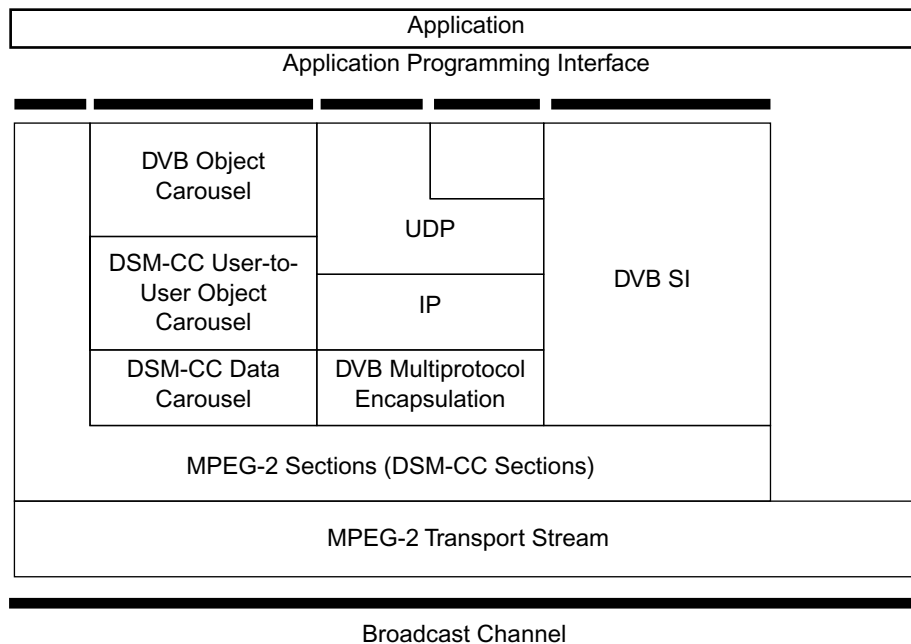 Application
Application Programming Interface
DVB Object
Carousel
UDP
DSM-CC User-to-
User Object
Carousel
IP
DVB SI
DSM-CC Data
Carousel
DVB Multiprotocol
Encapsulation
MPEG-2 Sections (DSM-CC Sections)
MPEG-2 Transport Stream
Broadcast Channel